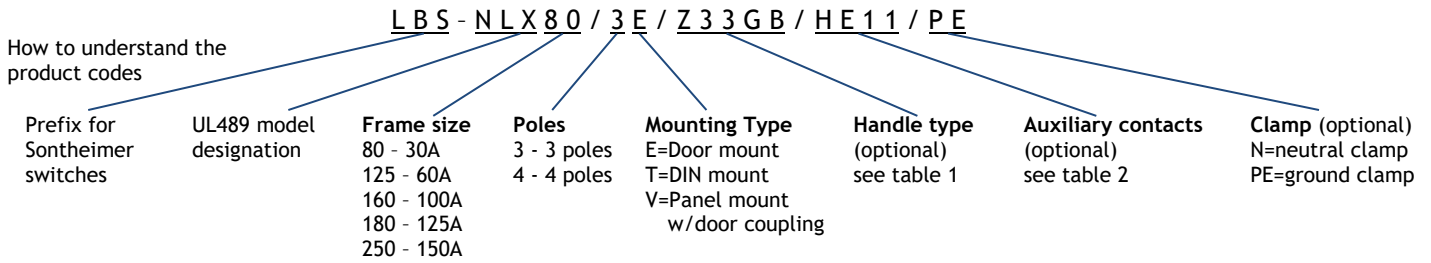 LBS-NLX80/3E/Z33GB/HE11/PE
How to understand the
product codes
Prefix for
Sontheimer
switches
UL489 model
designation
Frame size
80 – 30A
125 – 60A
160 – 100A
180 – 125A
250 – 150A
Poles
3 - 3 poles
4 - 4 poles
Mounting Type
E=Door mount
T=DIN mount
V=Panel mount
w/door coupling
Handle type
(optional)
see table 1
Auxiliary contacts
(optional)
see table 2
Clamp (optional)
N=neutral clamp
PE=ground clamp